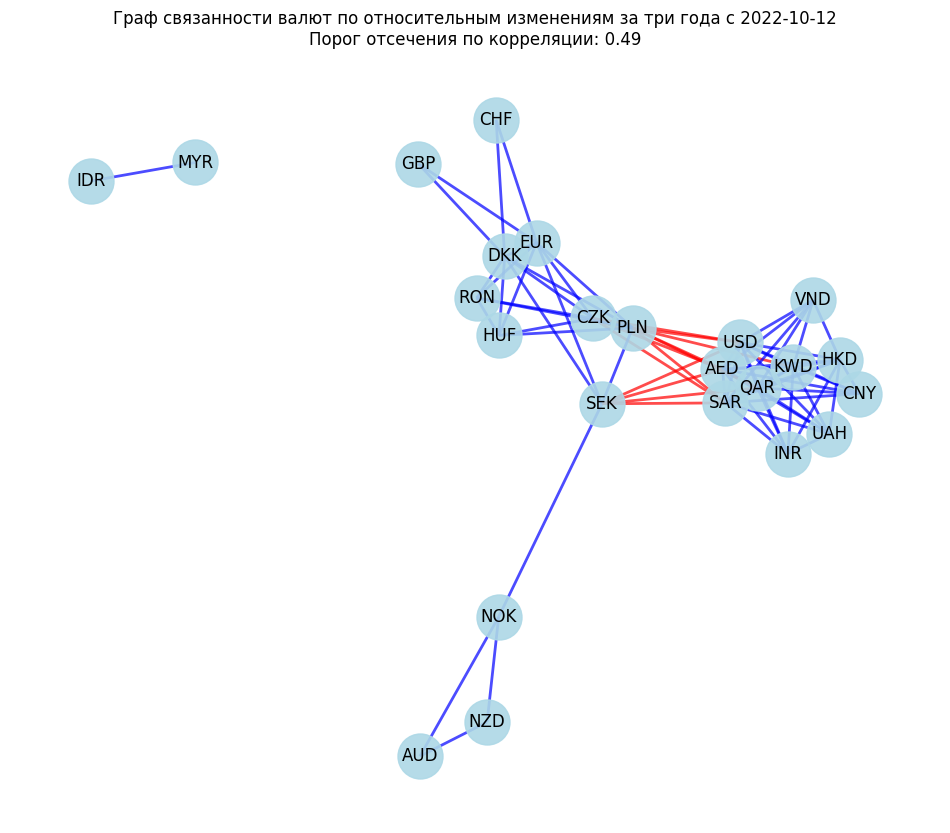 Граф связанности валют по относительным изменениям за три года с 2022-10-12
Порог отсечения по корреляции: 0.49
CHF
GBP
MYR
IDR
EUR
DKK
RON
VND
CZK
PLN
HUF
USD
HKD
KWD
AED
QAR
CNY
SAR
SEK
UAH
INR
NOK
NZD
AUD